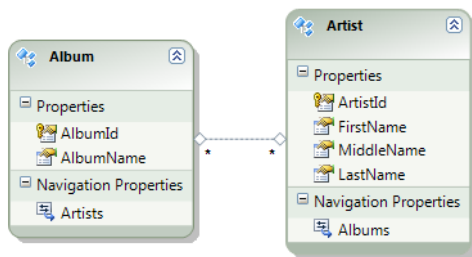 Album
Properties
AlbumId
AlbumName
Navigation Properties
Artists
*
*
Artist
Properties
ArtistId
FirstName
MiddleName
LastName
Navigation Properties
Albums